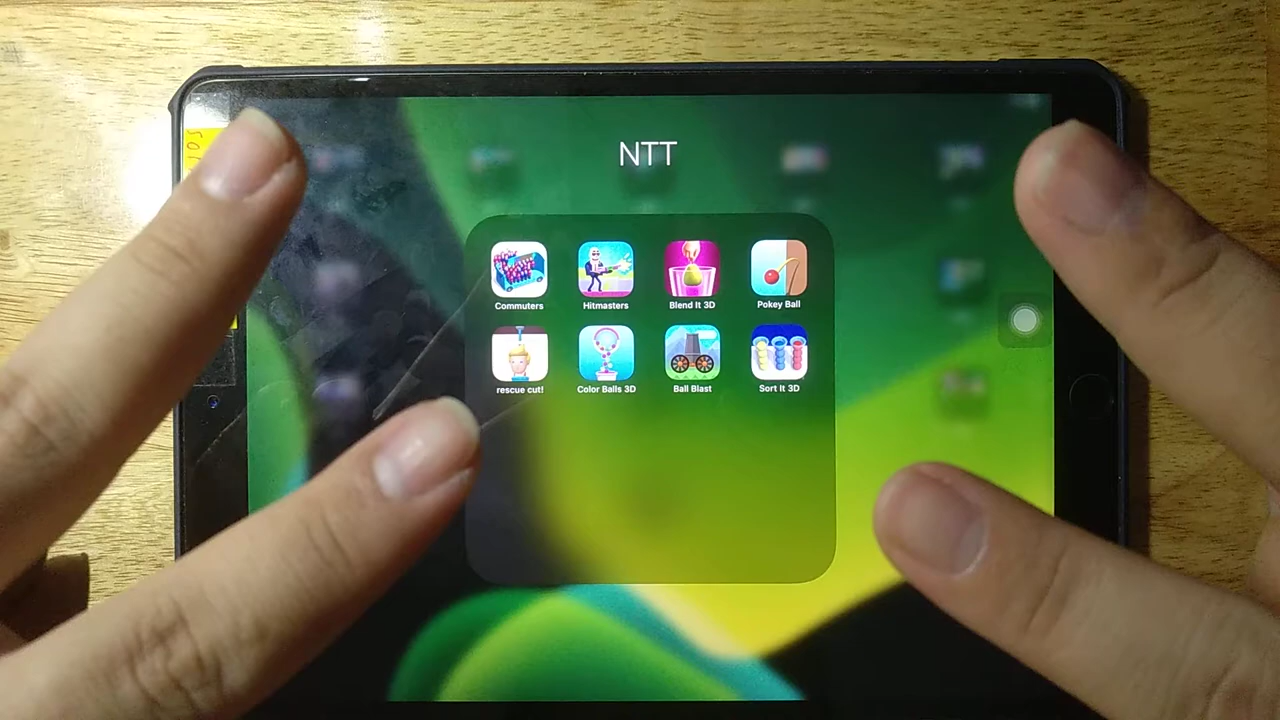 NTT
Commuters Hitmasters Blend It 3D Pokey Ball
rescue cut! Color Balls 3D Ball Blast Sort It 3D